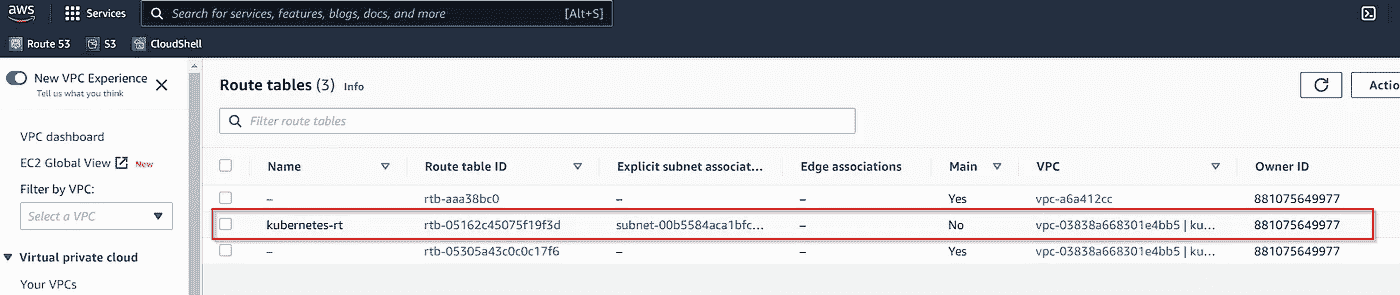 aws Services Search for services, features, blogs, docs, and more [Alt+S]
Route 53 S3 CloudShell
New VPC Experience
Tell us what you think
Route tables (3) Info
Actio
Filter route tables
VPC dashboard
EC2 Global View New
Filter by VPC:
Select a VPC
Virtual private cloud
Your VPCs
Name Route table ID Explicit subnet associat... Edge associations Main VPC Owner ID
– rtb-aaa38bc0 – – Yes vpc-a6a412cc 881075649977
kubernetes-rt rtb-05162c45075f19f3d subnet-00b5584aca1bfc... – No vpc-03838a668301e4bb5 | ku... 881075649977
– rtb-05305a43c0c0c17f6 – – Yes vpc-03838a668301e4bb5 | ku... 881075649977